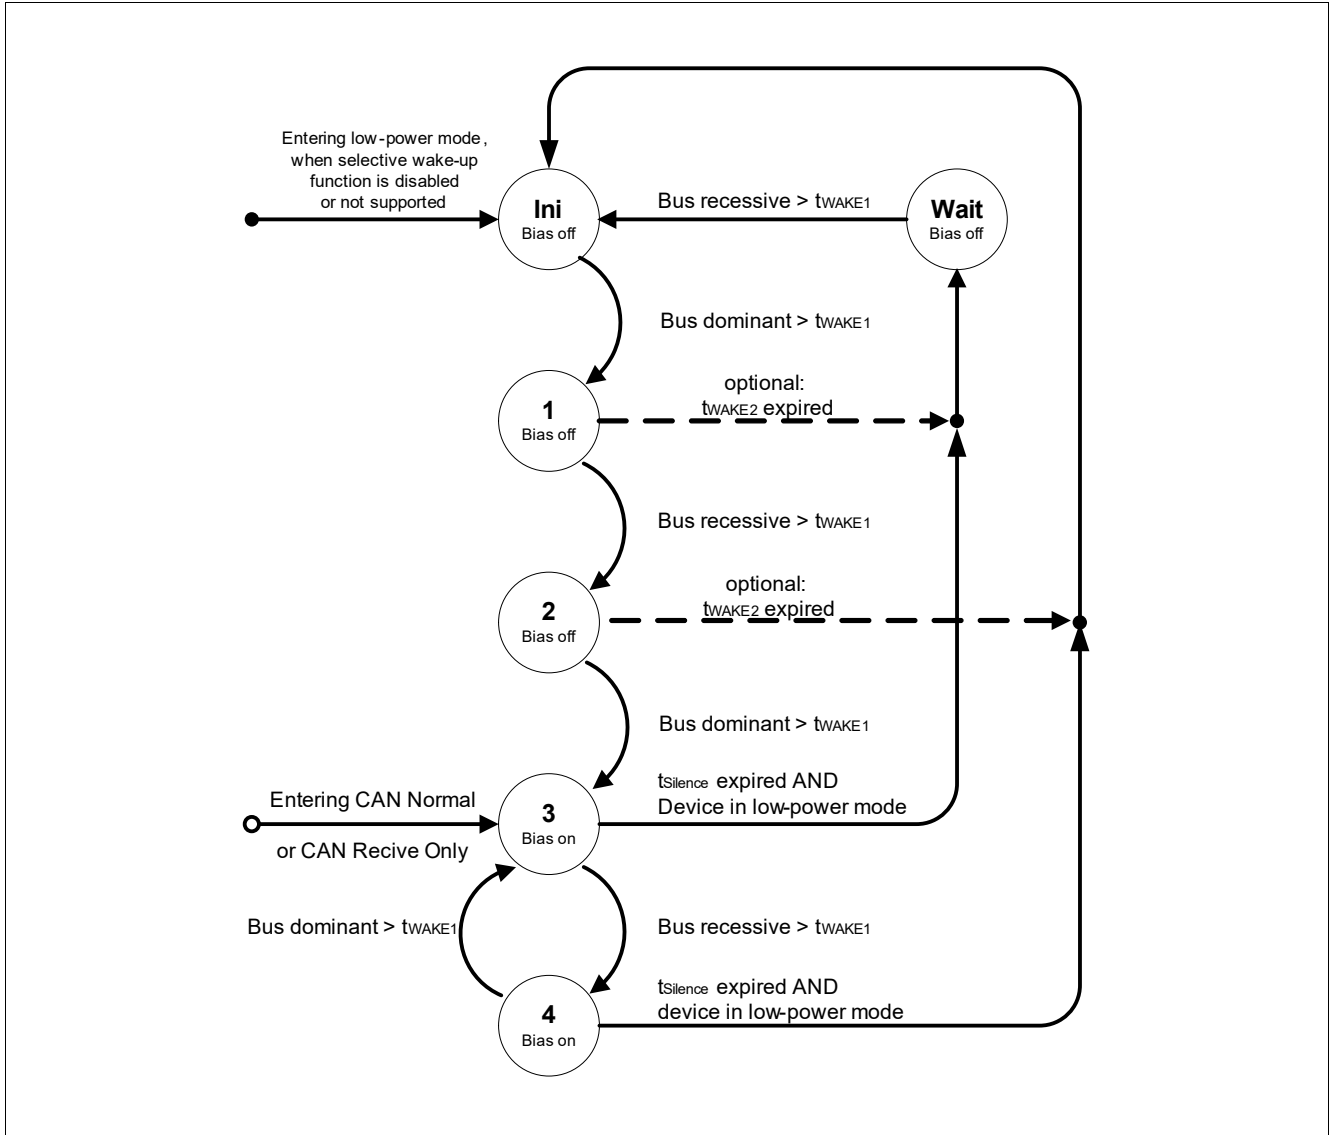 Entering low-power mode,
when selective wake-up
function is disabled
or not supported
Ini
Bias off
Bus recessive > tWAKE1
Wait
Bias off
Bus dominant > tWAKE1
optional:
tWAKE2 expired
1
Bias off
Bus recessive > tWAKE1
optional:
tWAKE2 expired
2
Bias off
Bus dominant > tWAKE1
tSilence expired AND
Device in low-power mode
Entering CAN Normal
or CAN Recive Only
3
Bias on
Bus dominant > tWAKE1
Bus recessive > tWAKE1
tSilence expired AND
device in low-power mode
4
Bias on